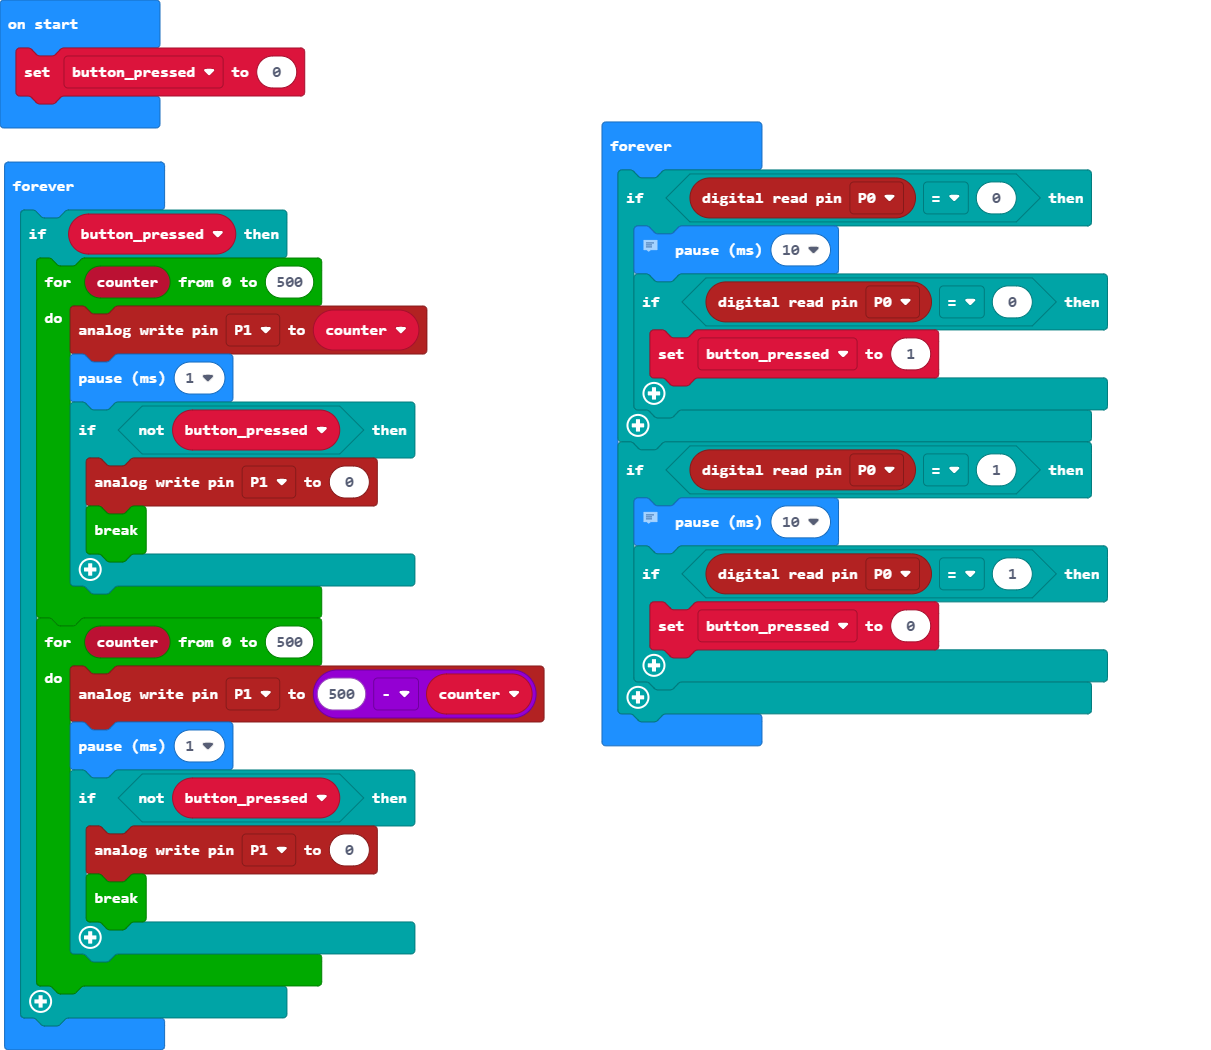 on start
set button_pressed to 0
forever
if button_pressed then
for counter from 0 to 500
do
analog write pin P1 to counter
pause (ms) 1
if not button_pressed then
analog write pin P1 to 0
break
for counter from 0 to 500
do
analog write pin P1 to 500 - counter
pause (ms) 1
if not button_pressed then
analog write pin P1 to 0
break
forever
if digital read pin P0 = 0 then
pause (ms) 10
if digital read pin P0 = 0 then
set button_pressed to 1
if digital read pin P0 = 1 then
pause (ms) 10
if digital read pin P0 = 1 then
set button_pressed to 0